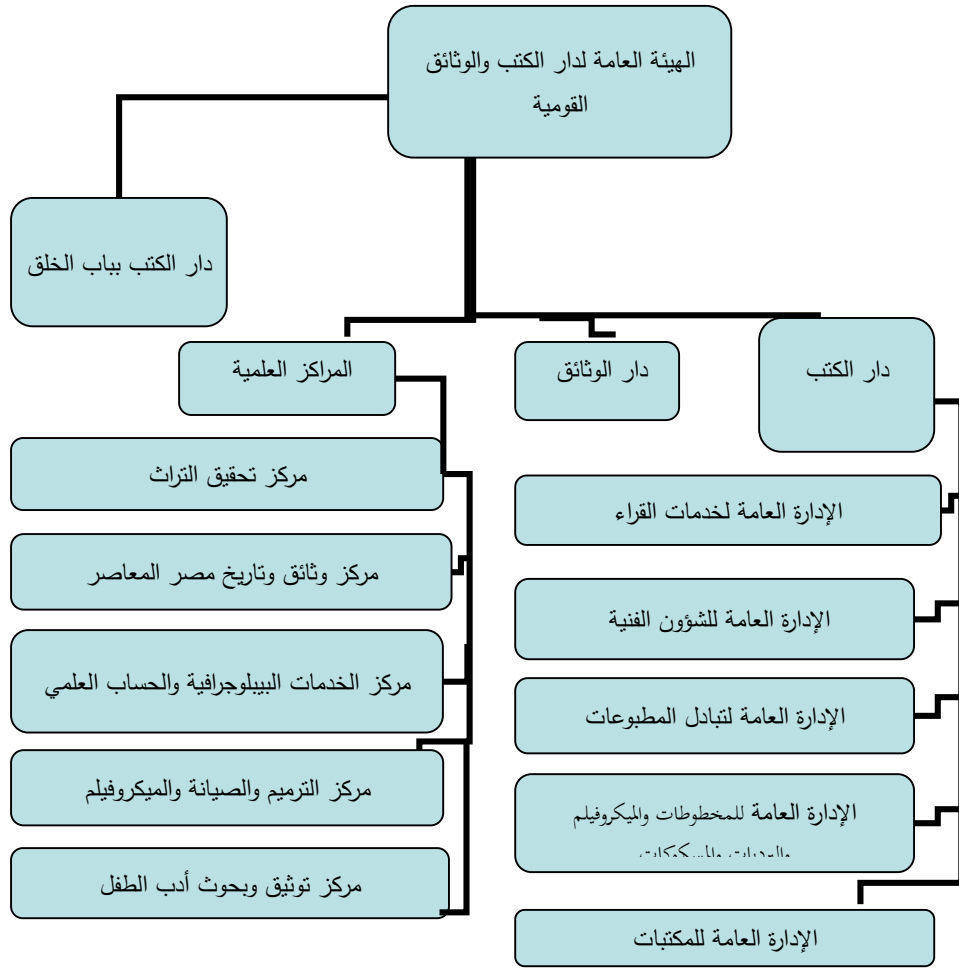 الهيئة العامة لدار الكتب والوثائق
القومية
دار الكتب بباب الخلق
دار الكتب
دار الوثائق
المراكز العلمية
الإدارة العامة لخدمات القراء
الإدارة العامة للشؤون الفنية
الإدارة العامة لتبادل المطبوعات
الإدارة العامة للمخطوطات والميكروفيلم
والبرديات والمسكوكات
الإدارة العامة للمكتبات
مركز تحقيق التراث
مركز وثائق وتاريخ مصر المعاصر
مركز الخدمات البيبلوجرافية والحساب العلمي
مركز الترميم والصيانة والميكروفيلم
مركز توثيق وبحوث أدب الطفل